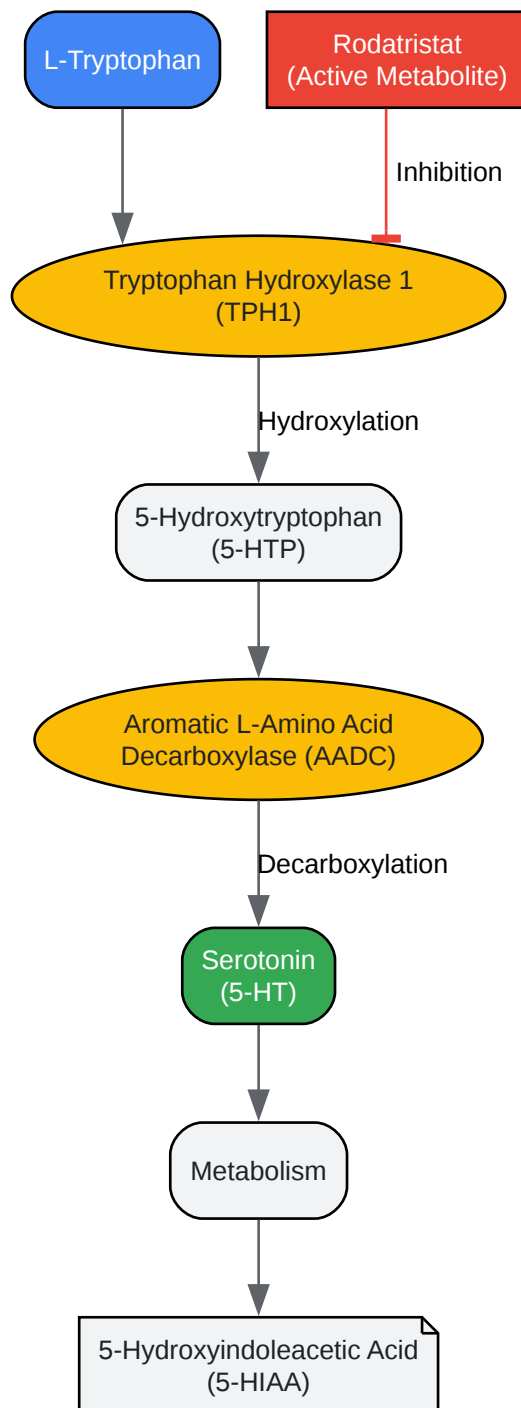 L-Tryptophan
Rodatristat
(Active Metabolite)
Inhibition
Tryptophan Hydroxylase 1
(TPH1)
Hydroxylation
5-Hydroxytryptophan
(5-HTP)
Aromatic L-Amino Acid
Decarboxylase (AADC)
Decarboxylation
Serotonin
(5-HT)
Metabolism
5-Hydroxyindoleacetic Acid
(5-HIAA)